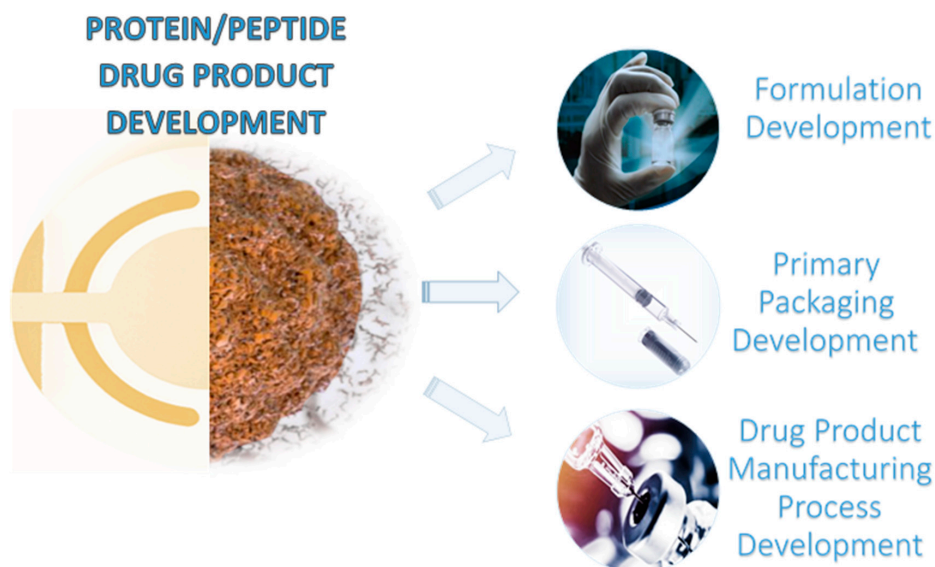 PROTEIN/PEPTIDE
DRUG PRODUCT
DEVELOPMENT
Formulation
Development
Primary
Packaging
Development
Drug Product
Manufacturing
Process
Development